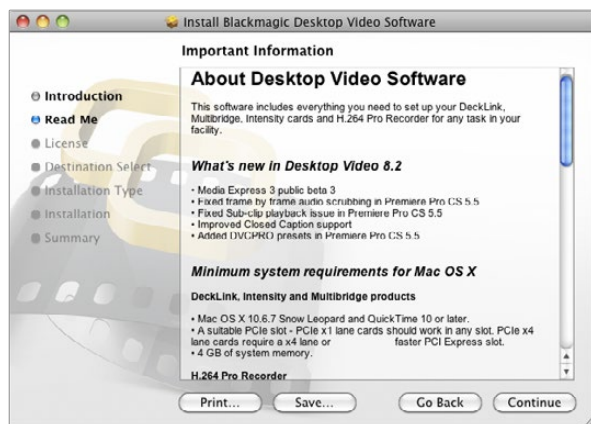 Install Blackmagic Desktop Video Software
Important Information
Introduction
Read Me
License
Destination Select
Installation Type
Installation
Summary
About Desktop Video Software
This software includes everything you need to set up your DeckLink,
Multibridge, Intensity cards and H.264 Pro Recorder for any task in your
facility.
What's new in Desktop Video 8.2
• Media Express 3 public beta 3
• Fixed frame by frame audio scrubbing in Premiere Pro CS 5.5
• Fixed Sub-clip playback issue in Premiere Pro CS 5.5
• Improved Closed Caption support
• Added DVCPRO presets in Premiere Pro CS 5.5
Minimum system requirements for Mac OS X
DeckLink, Intensity and Multibridge products
• Mac OS X 10.6.7 Snow Leopard and QuickTime 10 or later.
• A suitable PCIe slot - PCIe x1 lane cards should work in any slot. PCIe x4
lane cards require a x4 lane or faster PCI Express slot.
• 4 GB of system memory.
H.264 Pro Recorder
Print...
Save...
Go Back
Continue